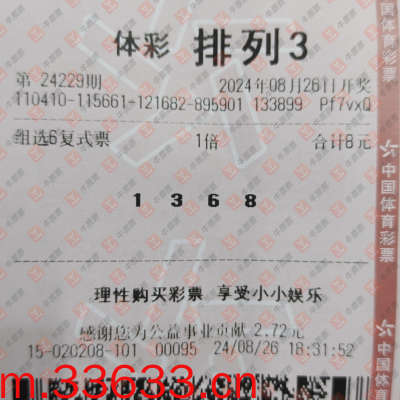 体彩 排列3
第 24229期 2024年08月26日开奖
110410-115661-121682-895901 133899 Pf7vxQ
组选6复式票 1倍 合计8元
1 3 6 8
理性购买彩票 享受小小娱乐
感谢您为公益事业贡献 2.72元
15-020208-101 00095 24/08/26 18:31:52
m.33633.cn
中国体育彩票
中国体育彩票